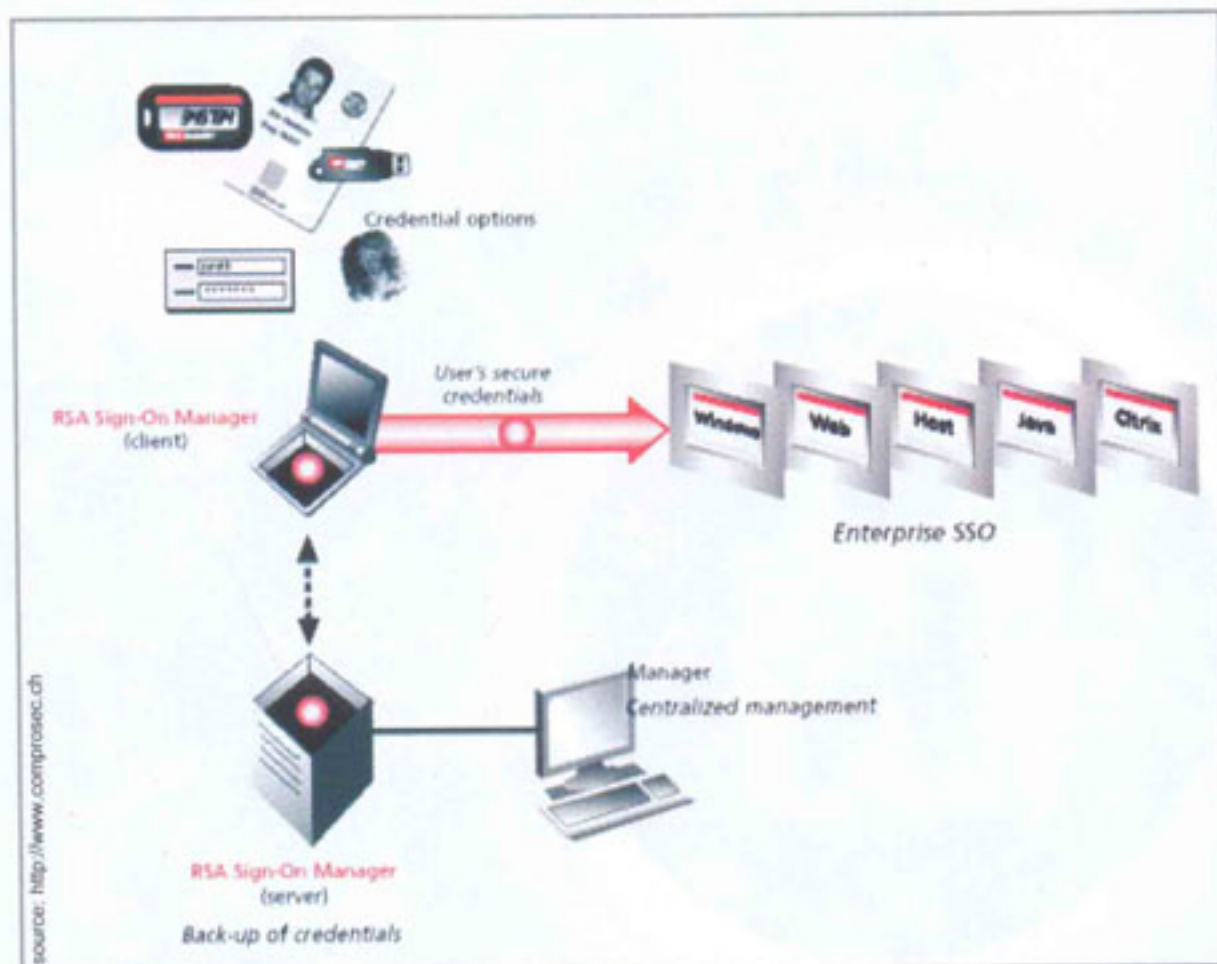 Credential options
*******
User's secure
credentials
RSA Sign-On Manager
(client)
Windows
Web
Host
Java
Citrix
Enterprise SSO
Manager
Centralized management
RSA Sign-On Manager
(server)
Back-up of credentials
source: http://www.comprosec.ch